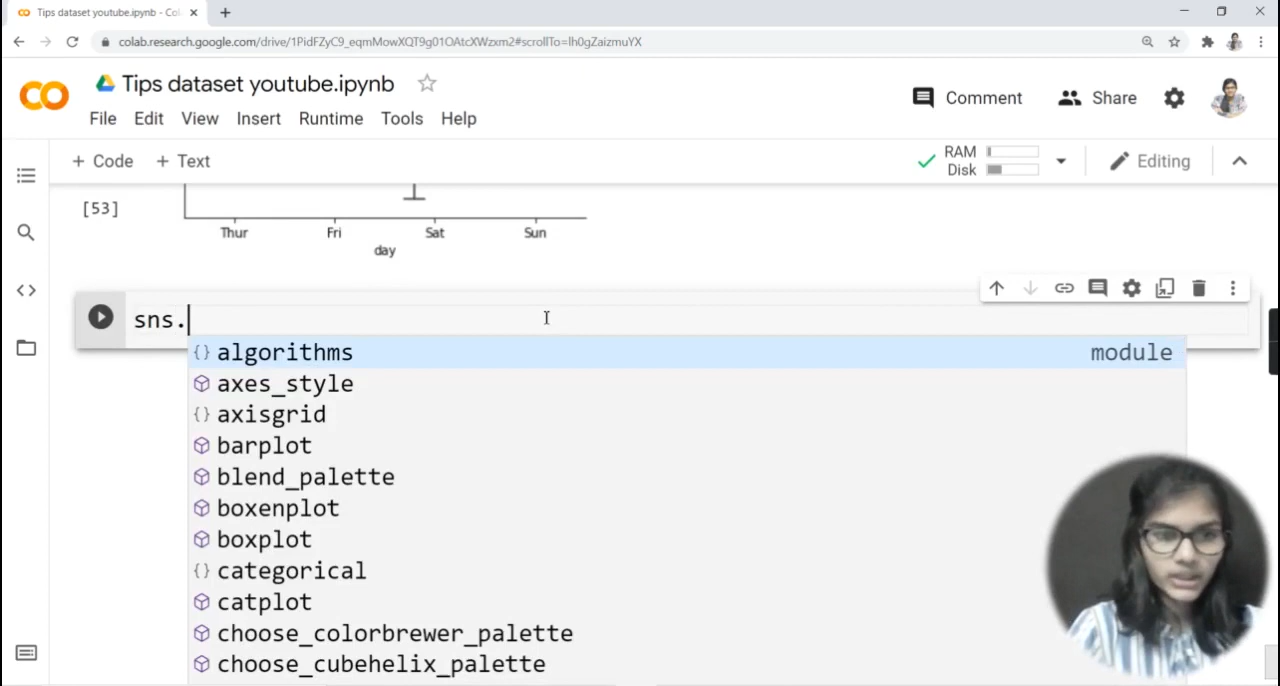 Tips dataset youtube.ipynb - Col
colab.research.google.com/drive/1PidFZyC9_eqmMowXQT9g01OAtcXWzxm2#scrollTo=lh0gZaizmuYX
Tips dataset youtube.ipynb
Comment
Share
File Edit View Insert Runtime Tools Help
+ Code + Text
RAM
Disk
Editing
[53]
Thur Fri Sat Sun
day
sns.
{} algorithms module
axes_style
{} axisgrid
barplot
blend_palette
boxenplot
boxplot
{} categorical
catplot
choose_colorbrewer_palette
choose_cubehelix_palette